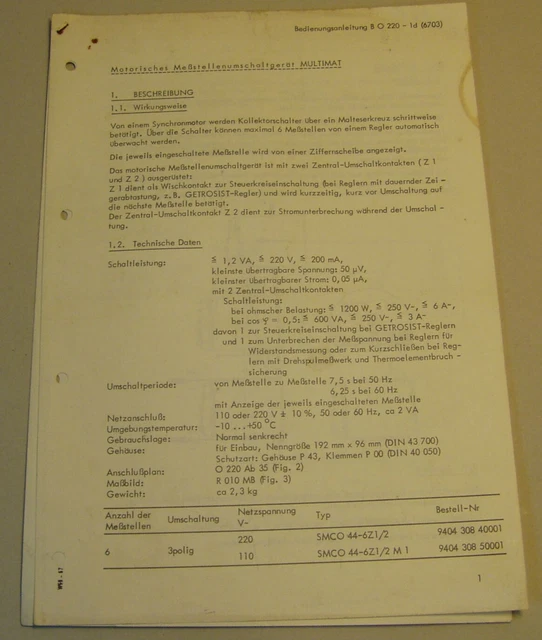 Bedienungsanleitung B O 220 - 1d (6703)
Motorisches Meßstellenumschaltgerät MULTIMAT
1. BESCHREIBUNG
1.1. Wirkungsweise
Von einem Synchronmotor werden Kollektorschalter über ein Malteserkreuz schrittweise
betätigt. Über die Schalter können maximal 6 Meßstellen von einem Regler automatisch
überwacht werden.
Die jeweils eingeschaltete Meßstelle wird von einer Ziffernscheibe angezeigt.
Das motorische Meßstellenumschaltgerät ist mit zwei Zentral-Umschaltkontakten ( Z 1
und Z 2 ) ausgerüstet:
Z 1 dient als Wischkontakt zur Steuerkreiseinschaltung (bei Reglern mit dauernder Zei -
gerabtastung, z.B. GETROSIST-Regler) und wird kurzzeitig, kurz vor Umschaltung auf
die nächste Meßstelle betätigt.
Der Zentral-Umschaltkontakt Z 2 dient zur Stromunterbrechung während der Umschal -
tung.
1.2. Technische Daten
Schaltleistung: ≦ 1,2 VA, ≦ 220 V, ≦ 200 mA,
kleinste übertragbare Spannung: 50 µV,
kleinster übertragbarer Strom: 0,05 µA,
mit 2 Zentral-Umschaltkontakten
Schaltleistung:
bei ohmscher Belastung: ≦ 1200 W, ≦ 250 V~, ≦ 6 A~,
bei cos φ = 0,5: ≦ 600 VA, ≦ 250 V~, ≦ 3 A~
davon 1 zur Steuerkreiseinschaltung bei GETROSIST-Reglern
und 1 zum Unterbrechen der Meßspannung bei Reglern für
Widerstandsmessung oder zum Kurzschließen bei Reg-
lern mit Drehspulmeßwerk und Thermoelementbruch -
sicherung
Umschaltperiode: von Meßstelle zu Meßstelle 7,5 s bei 50 Hz
6,25 s bei 60 Hz
mit Anzeige der jeweils eingeschalteten Meßstelle
Netzanschluß: 110 oder 220 V ± 10 %, 50 oder 60 Hz, ca 2 VA
Umgebungstemperatur: -10 ...+50 °C
Gebrauchslage: Normal senkrecht
Gehäuse: für Einbau, Nenngröße 192 mm x 96 mm (DIN 43 700)
Schutzart: Gehäuse P 43, Klemmen P 00 (DIN 40 050)
Anschlußplan: O 220 Ab 35 (Fig. 2)
Maßbild: R 010 MB (Fig. 3)
Gewicht: ca 2,3 kg
Anzahl der Meßstellen Umschaltung Netzspannung V~ Typ Bestell-Nr
6 3polig 220 SMCO 44-6Z1/2 9404 308 40001
110 SMCO 44-6Z1/2 M 1 9404 308 50001
1